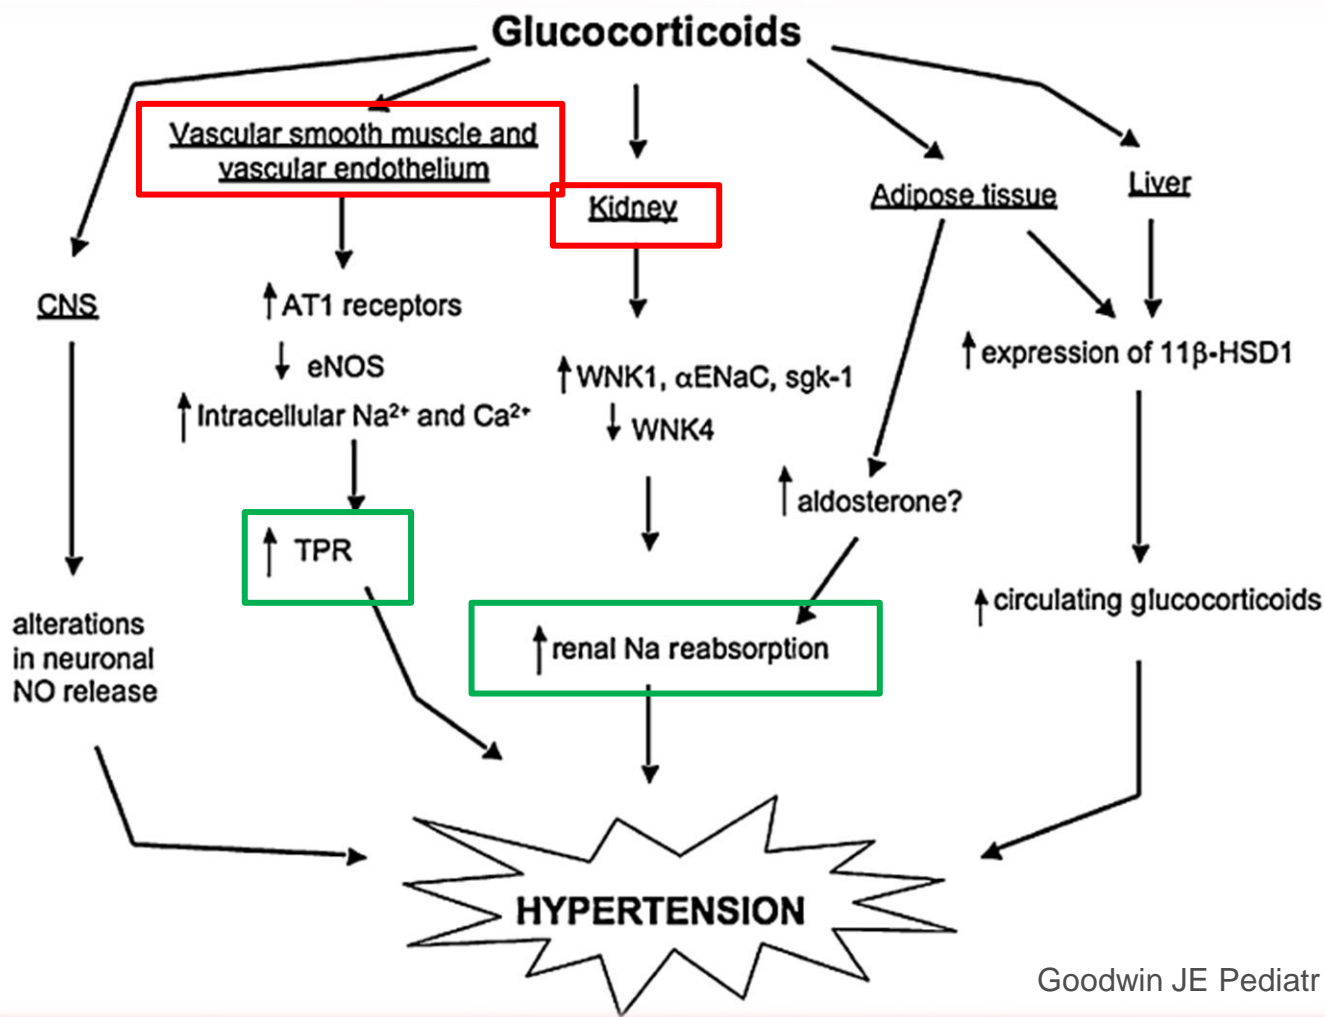 Glucocorticoids
Vascular smooth muscle and
vascular endothelium
Kidney
Adipose tissue
Liver
CNS
↑ AT1 receptors
↓ eNOS
↑ Intracellular Na²⁺ and Ca²⁺
↑ WNK1, αENaC, sgk-1
↓ WNK4
↑ expression of 11β-HSD1
↑ aldosterone?
↑ TPR
↑ circulating glucocorticoids
alterations
in neuronal
NO release
↑ renal Na reabsorption
HYPERTENSION
Goodwin JE Pediatr